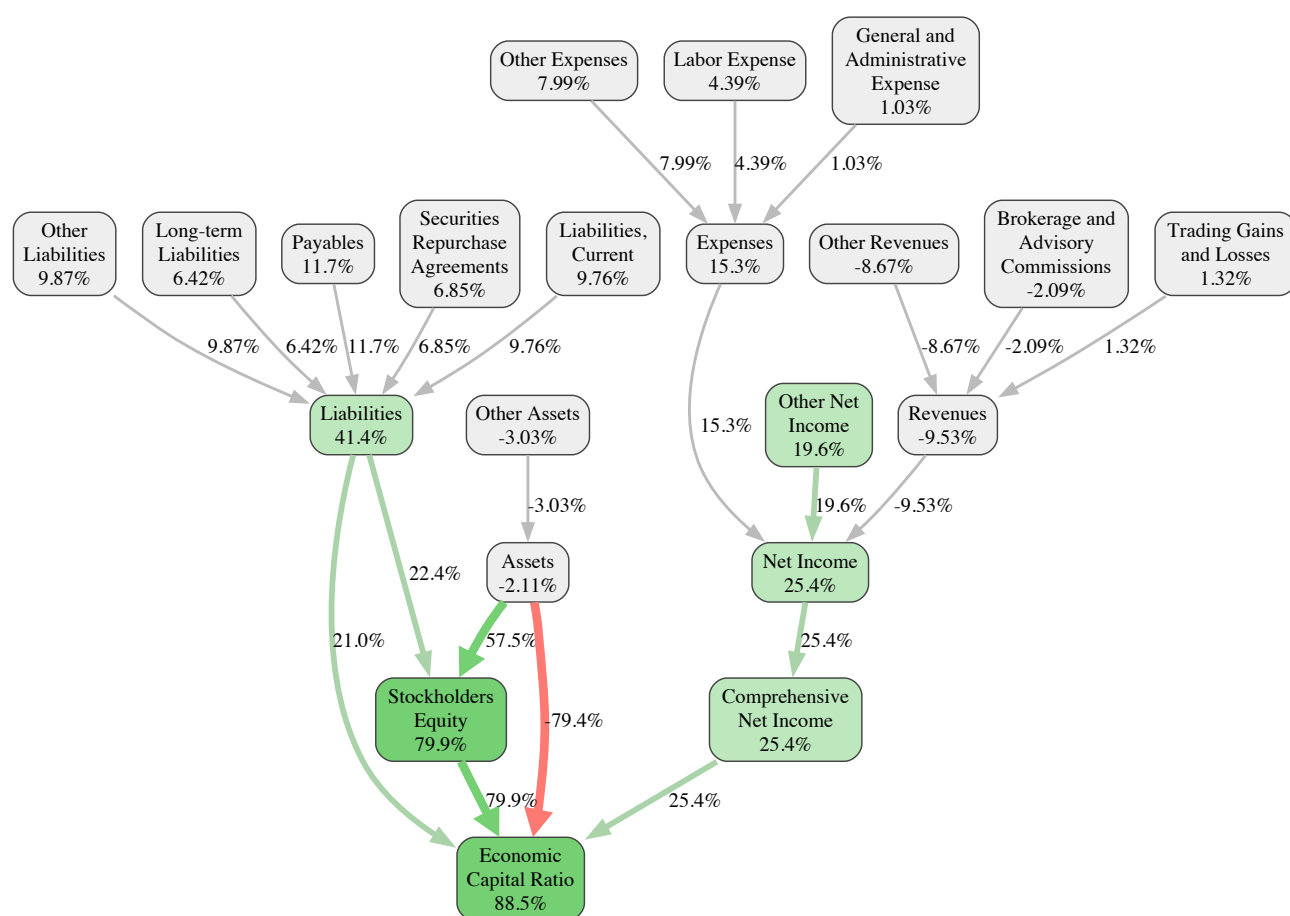 Other Expenses
7.99%
Labor Expense
4.39%
General and
Administrative
Expense
1.03%
7.99%
4.39%
1.03%
Other
Liabilities
9.87%
Long-term
Liabilities
6.42%
Payables
11.7%
Securities
Repurchase
Agreements
6.85%
Liabilities,
Current
9.76%
Expenses
15.3%
Other Revenues
-8.67%
Brokerage and
Advisory
Commissions
-2.09%
Trading Gains
and Losses
1.32%
9.87%
6.42%
11.7%
6.85%
9.76%
-8.67%
-2.09%
1.32%
Liabilities
41.4%
Other Assets
-3.03%
15.3%
Other Net
Income
19.6%
Revenues
-9.53%
-3.03%
19.6%
-9.53%
22.4%
Assets
-2.11%
Net Income
25.4%
21.0%
57.5%
25.4%
Stockholders
Equity
79.9%
-79.4%
Comprehensive
Net Income
25.4%
79.9%
25.4%
Economic
Capital Ratio
88.5%